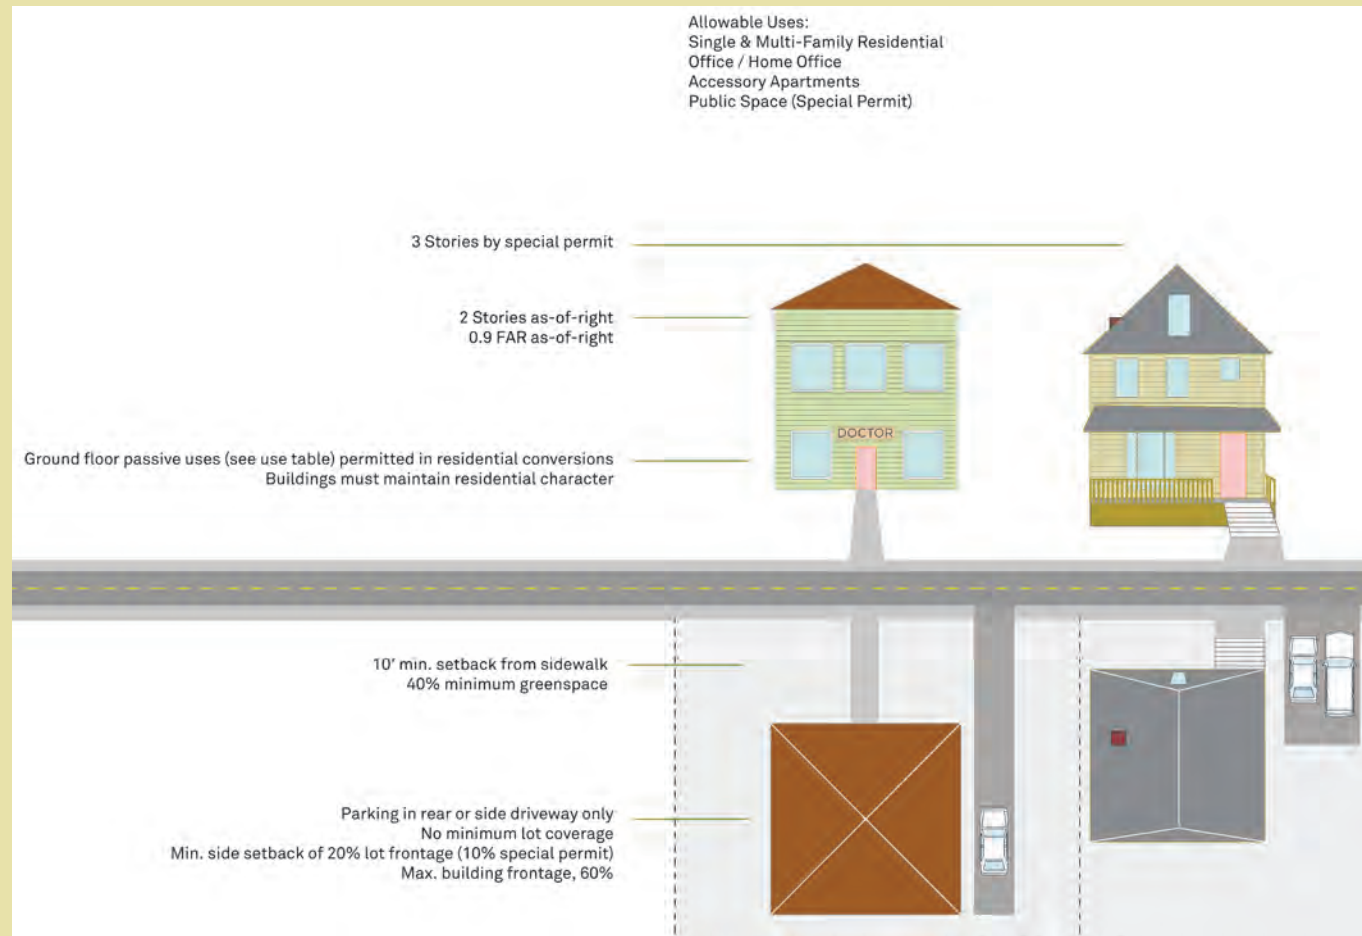 Allowable Uses:
Single & Multi-Family Residential
Office / Home Office
Accessory Apartments
Public Space (Special Permit)
3 Stories by special permit
2 Stories as-of-right
0.9 FAR as-of-right
DOCTOR
Ground floor passive uses (see use table) permitted in residential conversions
Buildings must maintain residential character
10' min. setback from sidewalk
40% minimum greenspace
Parking in rear or side driveway only
No minimum lot coverage
Min. side setback of 20% lot frontage (10% special permit)
Max. building frontage, 60%